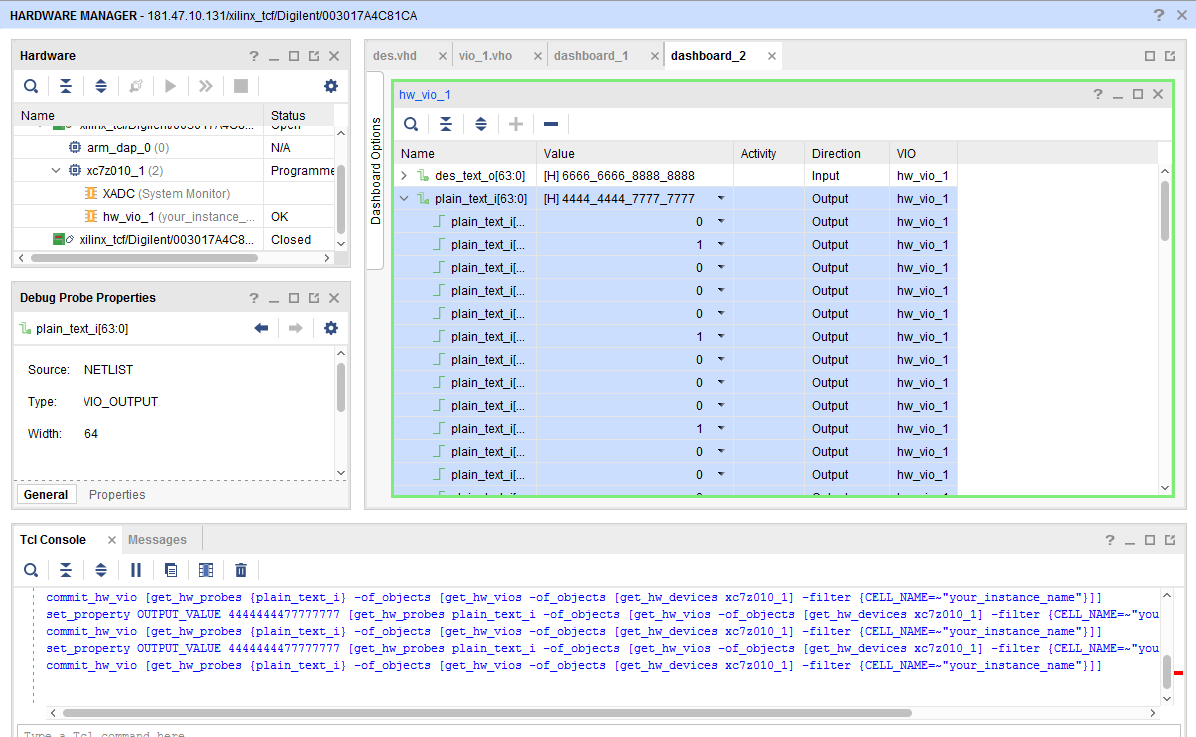 HARDWARE MANAGER - 181.47.10.131/xilinx_tcf/Digilent/003017A4C81CA
Hardware
Name Status
xilinx_tcf/Digilent/003017A4C8... Open
arm_dap_0 (0) N/A
xc7z010_1 (2) Programme
XADC (System Monitor)
hw_vio_1 (your_instance_... OK
xilinx_tcf/Digilent/003017A4C8... Closed
Debug Probe Properties
plain_text_i[63:0]
Source: NETLIST
Type: VIO_OUTPUT
Width: 64
General Properties
des.vhd vio_1.vho dashboard_1 dashboard_2
Dashboard Options
hw_vio_1
Name Value Activity Direction VIO
des_text_o[63:0] [H] 6666_6666_8888_8888 Input hw_vio_1
plain_text_i[63:0] [H] 4444_4444_7777_7777 Output hw_vio_1
plain_text_i[... 0 Output hw_vio_1
plain_text_i[... 1 Output hw_vio_1
plain_text_i[... 0 Output hw_vio_1
plain_text_i[... 0 Output hw_vio_1
plain_text_i[... 0 Output hw_vio_1
plain_text_i[... 1 Output hw_vio_1
plain_text_i[... 0 Output hw_vio_1
plain_text_i[... 0 Output hw_vio_1
plain_text_i[... 0 Output hw_vio_1
plain_text_i[... 1 Output hw_vio_1
plain_text_i[... 0 Output hw_vio_1
plain_text_i[... 0 Output hw_vio_1
Tcl Console Messages
commit_hw_vio [get_hw_probes {plain_text_i} -of_objects [get_hw_vios -of_objects [get_hw_devices xc7z010_1] -filter {CELL_NAME=~"your_instance_name"}]]
set_property OUTPUT_VALUE 4444444477777777 [get_hw_probes plain_text_i -of_objects [get_hw_vios -of_objects [get_hw_devices xc7z010_1] -filter {CELL_NAME=~"you
commit_hw_vio [get_hw_probes {plain_text_i} -of_objects [get_hw_vios -of_objects [get_hw_devices xc7z010_1] -filter {CELL_NAME=~"your_instance_name"}]]
set_property OUTPUT_VALUE 4444444477777777 [get_hw_probes plain_text_i -of_objects [get_hw_vios -of_objects [get_hw_devices xc7z010_1] -filter {CELL_NAME=~"you
commit_hw_vio [get_hw_probes {plain_text_i} -of_objects [get_hw_vios -of_objects [get_hw_devices xc7z010_1] -filter {CELL_NAME=~"your_instance_name"}]]
Type a Tcl command here